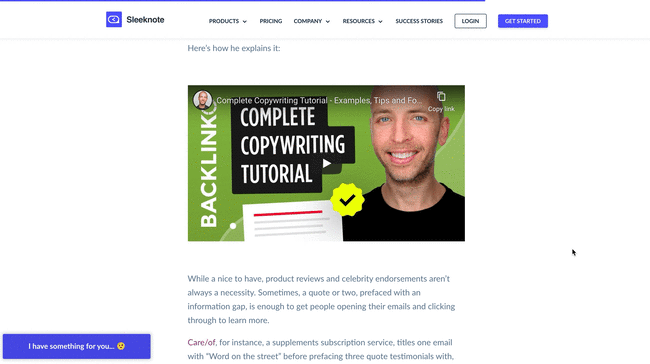 Sleeknote
PRODUCTS PRICING COMPANY RESOURCES SUCCESS STORIES LOGIN GET STARTED
Here's how he explains it:
Complete Copywriting Tutorial - Examples, Tips and Fo...
Copy link
BACKLINKO
COMPLETE
COPYWRITING
TUTORIAL
While a nice to have, product reviews and celebrity endorsements aren't
always a necessity. Sometimes, a quote or two, prefaced with an
information gap, is enough to get people opening their emails and clicking
through to learn more.
Care/of, for instance, a supplements subscription service, titles one email
with "Word on the street" before prefacing three quote testimonials with,
I have something for you... 🙂